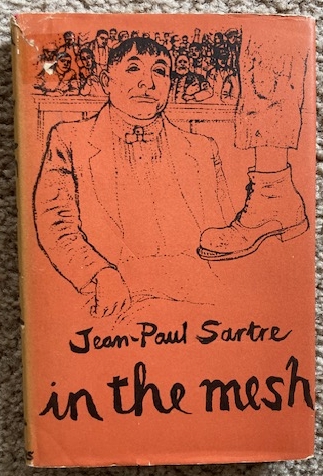 Jean-Paul Sartre
in the mesh